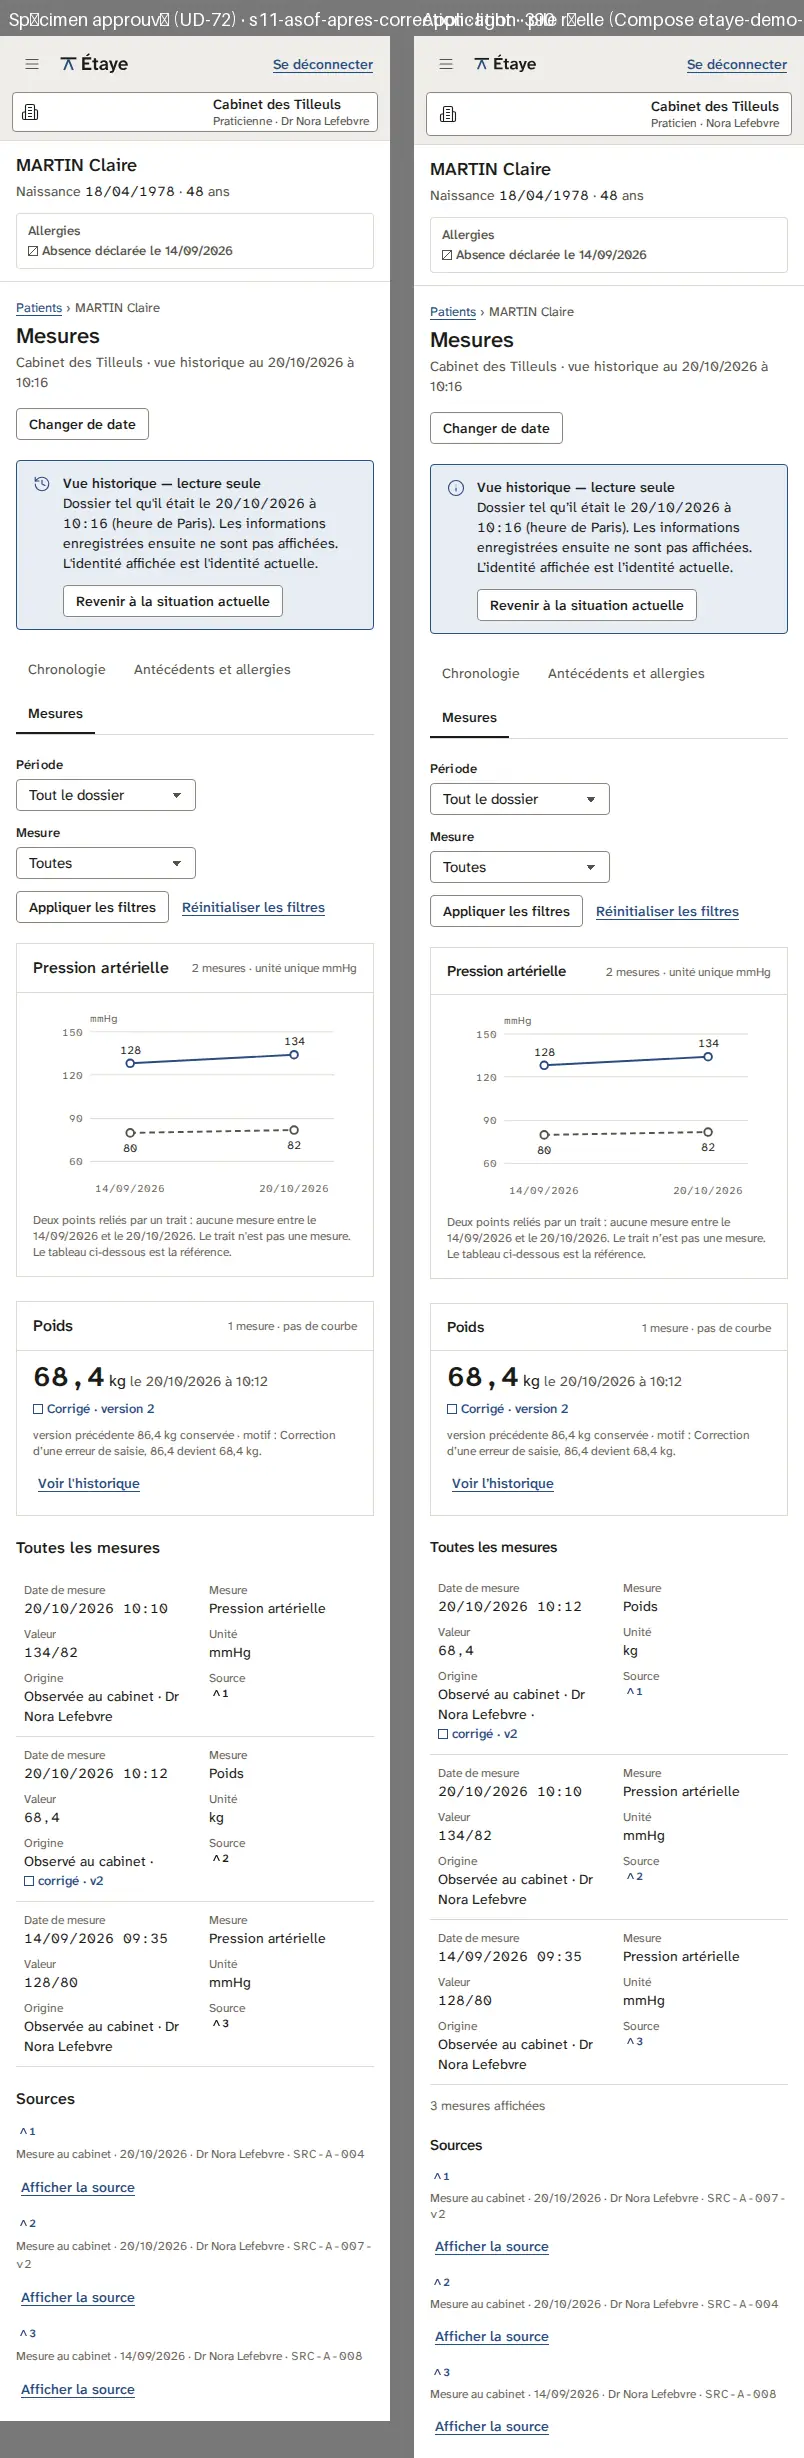 Sp□cimen approuv□ (UD-72) · s11-asof-apres-correction · light · 390
□elle (Compose etaye-demo-
Étaye
Se déconnecter
Cabinet des Tilleuls
Praticienne · Dr Nora Lefebvre
MARTIN Claire
Naissance 18/04/1978 · 48 ans
Allergies
Absence déclarée le 14/09/2026
Patients › MARTIN Claire
Mesures
Cabinet des Tilleuls · vue historique au 20/10/2026 à
10:16
Changer de date
Vue historique — lecture seule
Dossier tel qu'il était le 20/10/2026 à
10:16 (heure de Paris). Les informations
enregistrées ensuite ne sont pas affichées.
L'identité affichée est l'identité actuelle.
Revenir à la situation actuelle
Chronologie Antécédents et allergies
Mesures
Période
Tout le dossier
Mesure
Toutes
Appliquer les filtres Réinitialiser les filtres
Pression artérielle 2 mesures · unité unique mmHg
mmHg
150
128
134
120
90
80
82
60
14/09/2026 20/10/2026
Deux points reliés par un trait : aucune mesure entre le
14/09/2026 et le 20/10/2026. Le trait n'est pas une mesure.
Le tableau ci-dessous est la référence.
Poids 1 mesure · pas de courbe
68,4 kg le 20/10/2026 à 10:12
Corrigé · version 2
version précédente 86,4 kg conservée · motif : Correction
d'une erreur de saisie, 86,4 devient 68,4 kg.
Voir l'historique
Toutes les mesures
Date de mesure Mesure
20/10/2026 10:10 Pression artérielle
Valeur Unité
134/82 mmHg
Origine Source
Observée au cabinet · Dr ^1
Nora Lefebvre
Date de mesure Mesure
20/10/2026 10:12 Poids
Valeur Unité
68,4 kg
Origine Source
Observé au cabinet · ^2
corrigé · v2
Date de mesure Mesure
14/09/2026 09:35 Pression artérielle
Valeur Unité
128/80 mmHg
Origine Source
Observée au cabinet · Dr ^3
Nora Lefebvre
Sources
^1
Mesure au cabinet · 20/10/2026 · Dr Nora Lefebvre · SRC-A-004
Afficher la source
^2
Mesure au cabinet · 20/10/2026 · Dr Nora Lefebvre · SRC-A-007-
v2
Afficher la source
^3
Mesure au cabinet · 14/09/2026 · Dr Nora Lefebvre · SRC-A-008
Afficher la source
Étaye
Se déconnecter
Cabinet des Tilleuls
Praticien · Nora Lefebvre
MARTIN Claire
Naissance 18/04/1978 · 48 ans
Allergies
Absence déclarée le 14/09/2026
Patients › MARTIN Claire
Mesures
Cabinet des Tilleuls · vue historique au 20/10/2026 à
10:16
Changer de date
Vue historique — lecture seule
Dossier tel qu'il était le 20/10/2026 à
10:16 (heure de Paris). Les informations
enregistrées ensuite ne sont pas affichées.
L'identité affichée est l'identité actuelle.
Revenir à la situation actuelle
Chronologie Antécédents et allergies
Mesures
Période
Tout le dossier
Mesure
Toutes
Appliquer les filtres Réinitialiser les filtres
Pression artérielle 2 mesures · unité unique mmHg
mmHg
150
128
134
120
90
80
82
60
14/09/2026 20/10/2026
Deux points reliés par un trait : aucune mesure entre le
14/09/2026 et le 20/10/2026. Le trait n'est pas une mesure.
Le tableau ci-dessous est la référence.
Poids 1 mesure · pas de courbe
68,4 kg le 20/10/2026 à 10:12
Corrigé · version 2
version précédente 86,4 kg conservée · motif : Correction
d'une erreur de saisie, 86,4 devient 68,4 kg.
Voir l'historique
Toutes les mesures
Date de mesure Mesure
20/10/2026 10:12 Poids
Valeur Unité
68,4 kg
Origine Source
Observé au cabinet · Dr ^1
Nora Lefebvre ·
corrigé · v2
Date de mesure Mesure
20/10/2026 10:10 Pression artérielle
Valeur Unité
134/82 mmHg
Origine Source
Observée au cabinet · Dr ^2
Nora Lefebvre
Date de mesure Mesure
14/09/2026 09:35 Pression artérielle
Valeur Unité
128/80 mmHg
Origine Source
Observée au cabinet · Dr ^3
Nora Lefebvre
3 mesures affichées
Sources
^1
Mesure au cabinet · 20/10/2026 · Dr Nora Lefebvre · SRC-A-007-
v2
Afficher la source
^2
Mesure au cabinet · 20/10/2026 · Dr Nora Lefebvre · SRC-A-004
Afficher la source
^3
Mesure au cabinet · 14/09/2026 · Dr Nora Lefebvre · SRC-A-008
Afficher la source